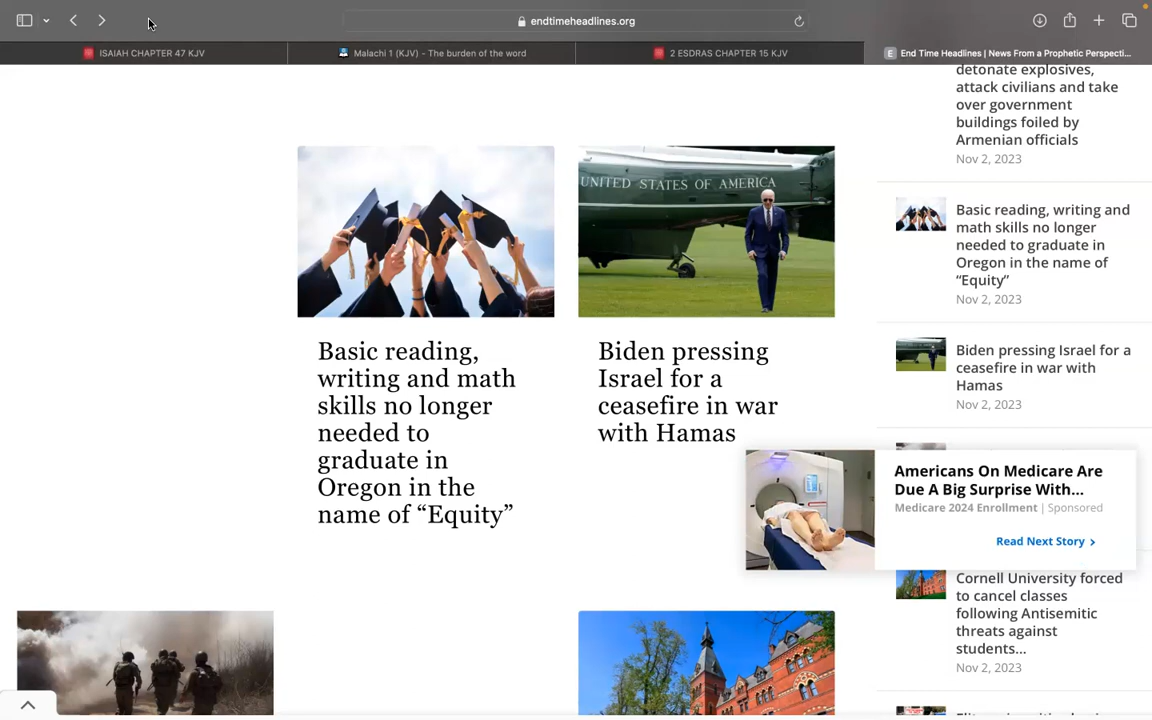 endtimeheadlines.org
ISAIAH CHAPTER 47 KJV
Malachi 1 (KJV) - The burden of the word
2 ESDRAS CHAPTER 15 KJV
E End Time Headlines | News From a Prophetic Perspecti...
UNITED STATES OF AMERICA
Basic reading,
writing and math
skills no longer
needed to
graduate in
Oregon in the
name of “Equity”
Biden pressing
Israel for a
ceasefire in war
with Hamas
detonate explosives,
attack civilians and take
over government
buildings foiled by
Armenian officials
Nov 2, 2023
Basic reading, writing and
math skills no longer
needed to graduate in
Oregon in the name of
“Equity”
Nov 2, 2023
Biden pressing Israel for a
ceasefire in war with
Hamas
Nov 2, 2023
Americans On Medicare Are
Due A Big Surprise With...
Medicare 2024 Enrollment | Sponsored
Read Next Story
Cornell University forced
to cancel classes
following Antisemitic
threats against
students...
Nov 2, 2023